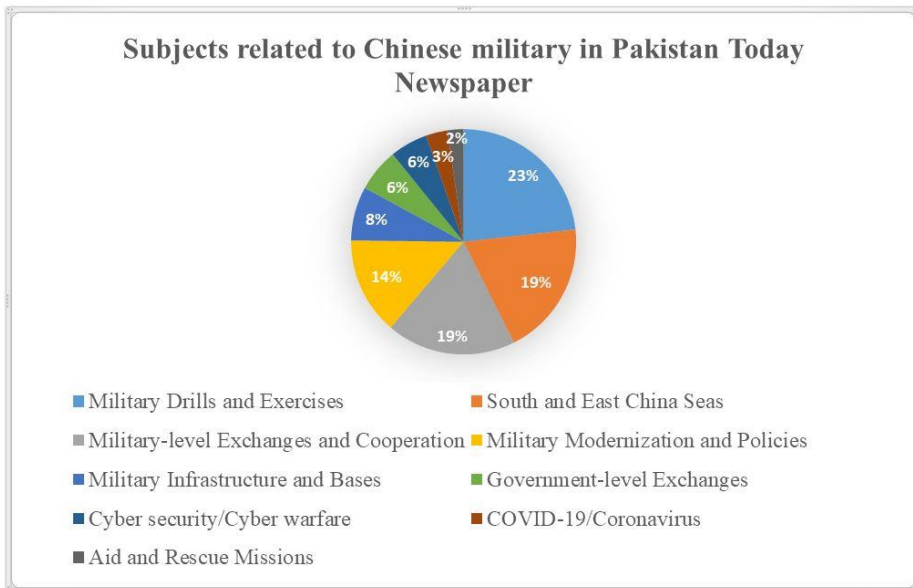 Subjects related to Chinese military in Pakistan Today
Newspaper
2%
3%
6%
6%
8%
14%
19%
19%
23%
Military Drills and Exercises
South and East China Seas
Military-level Exchanges and Cooperation
Military Modernization and Policies
Military Infrastructure and Bases
Government-level Exchanges
Cyber security/Cyber warfare
COVID-19/Coronavirus
Aid and Rescue Missions